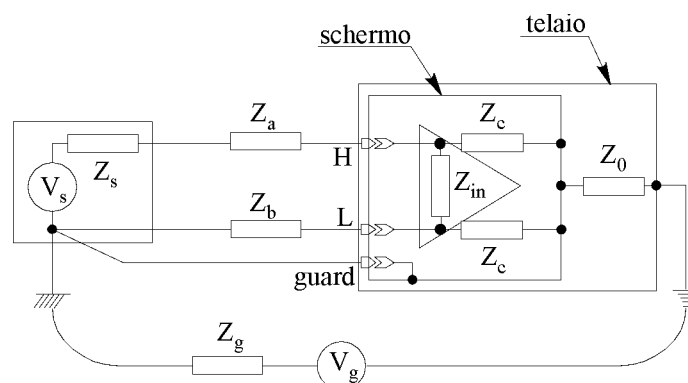 schermo
telaio
Z_a
Z_c
H
Z_s
V_s
Z_in
Z_0
Z_b
L
Z_c
guard
Z_g
V_g